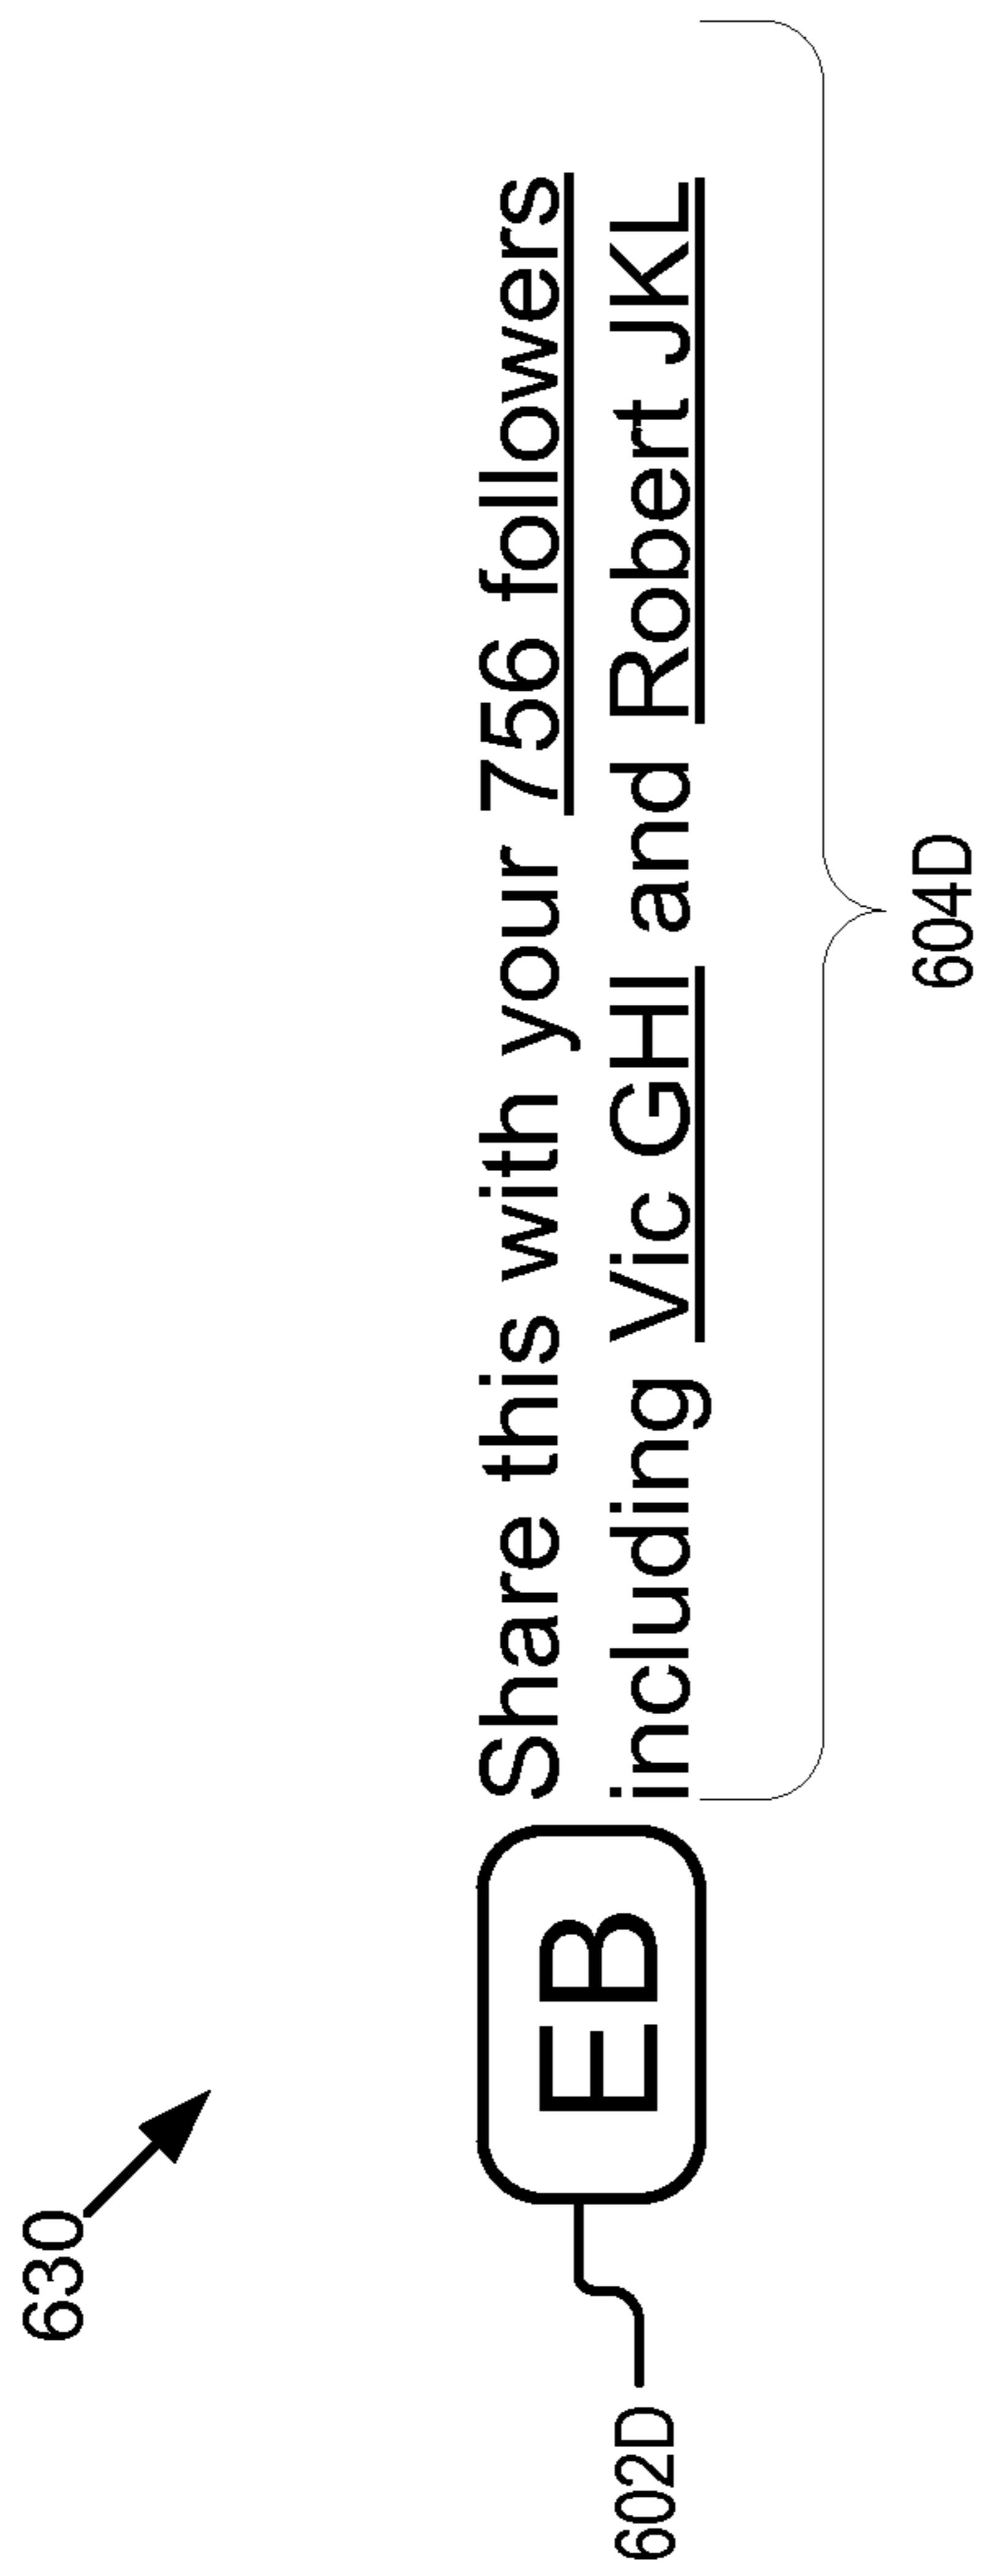 630
Share this with your 756 followers
EB
including Vic GHI and Robert JKL
602D
604D